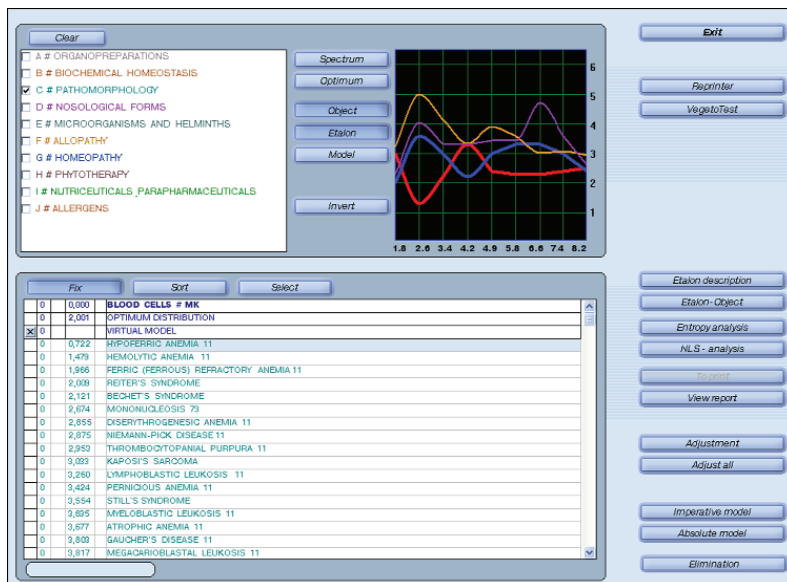 Clear
A # ORGANOPREPARATIONS
B # BIOCHEMICAL HOMEOSTASIS
C # PATHOMORPHOLOGY
D # NOSOLOGICAL FORMS
E # MICROORGANISMS AND HELMINTHS
F # ALLOPATHY
G # HOMEOPATHY
H # PHYTOTHERAPY
I # NUTRICEUTICALS_PARAPHARMACEUTICALS
J # ALLERGENS
Spectrum
Optimum
Object
Etalon
Model
Invert
6
5
4
3
2
1
1.8 2.6 3.4 4.2 4.9 5.8 6.6 7.4 8.2
Exit
Reprinter
VegetoTest
Fix Sort Select
0 0,000 BLOOD CELLS # MK
0 2,001 OPTIMUM DISTRIBUTION
0 VIRTUAL MODEL
0 0,722 HYPOFERRIC ANEMIA 11
0 1,479 HEMOLYTIC ANEMIA 11
0 1,966 FERRIC (FERROUS) REFRACTORY ANEMIA 11
0 2,009 REITER'S SYNDROME
0 2,121 BECHET'S SYNDROME
0 2,674 MONONUCLEOSIS 73
0 2,855 DISERYTHROGENESIC ANEMIA 11
0 2,875 NIEMANN-PICK DISEASE 11
0 2,953 THROMBOCYTOPANIAL PURPURA 11
0 3,033 KAPOSI'S SARCOMA
0 3,260 LYMPHOBLASTIC LEUKOSIS 11
0 3,424 PERNICIOUS ANEMIA 11
0 3,554 STILL'S SYNDROME
0 3,635 MYELOBLASTIC LEUKOSIS 11
0 3,677 ATROPHIC ANEMIA 11
0 3,803 GAUCHER'S DISEASE 11
0 3,817 MEGACARIOBLASTAL LEUKOSIS 11
Etalon description
Etalon-Object
Entropy analysis
NLS - analysis
To print
View report
Adjustment
Adjust all
Imperative model
Absolute model
Elimination